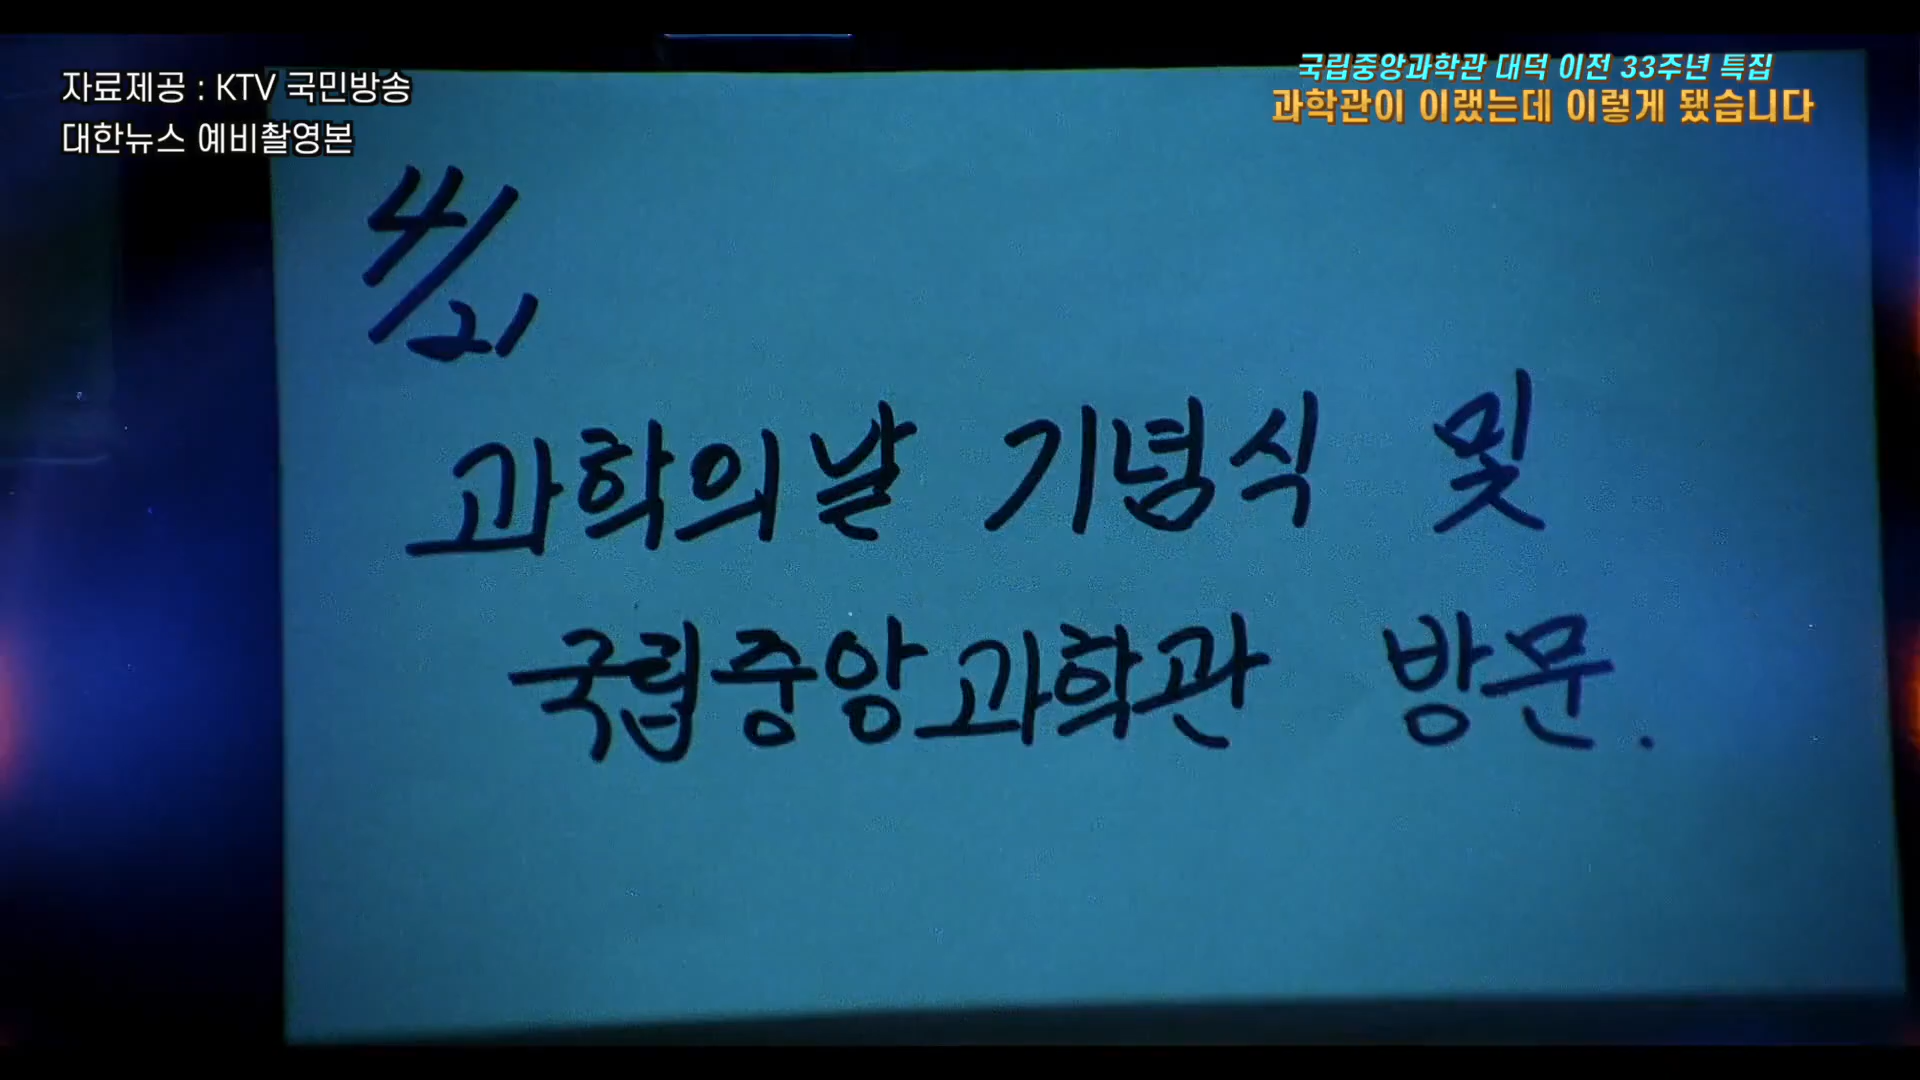 자료제공 : KTV 국민방송
대한뉴스 예비촬영본
국립중앙과학관 대덕 이전 33주년 특집
과학관이 이랬는데 이렇게 됐습니다
4/21
과학의날 기념식 및
국립중앙과학관 방문.